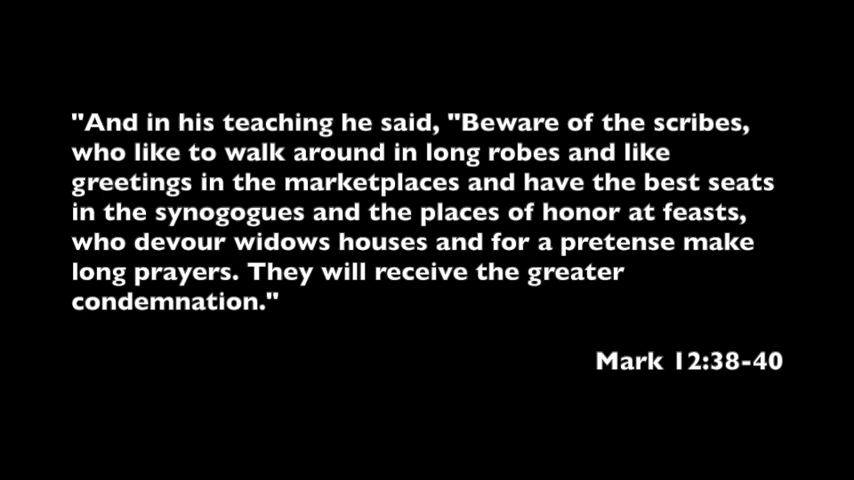 "And in his teaching he said, "Beware of the scribes,
who like to walk around in long robes and like
greetings in the marketplaces and have the best seats
in the synogogues and the places of honor at feasts,
who devour widows houses and for a pretense make
long prayers. They will receive the greater
condemnation."
Mark 12:38-40